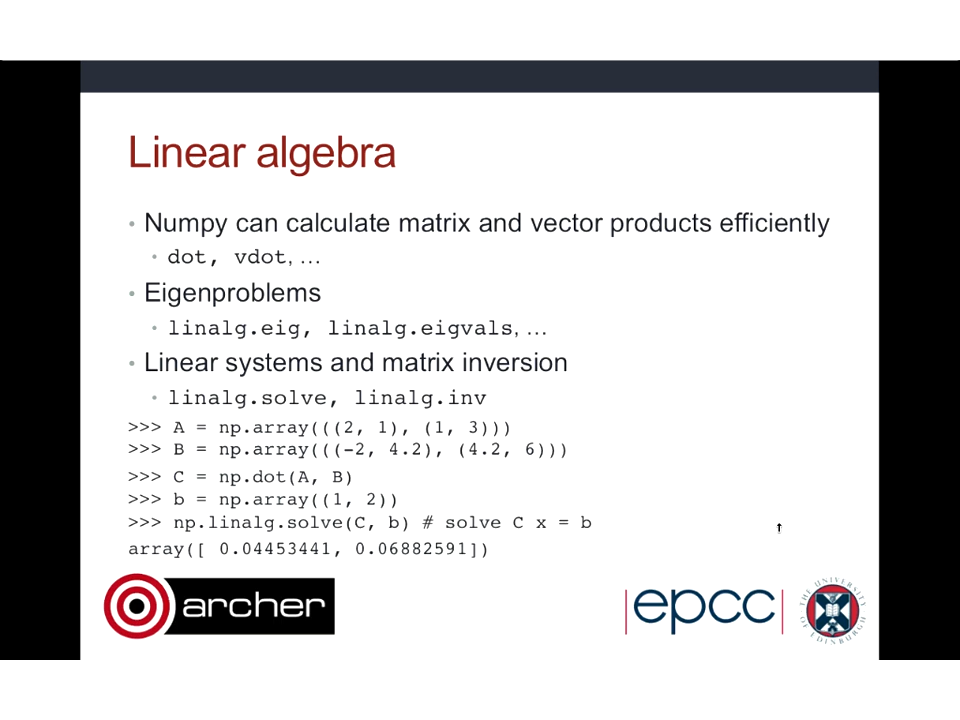 Linear algebra
• Numpy can calculate matrix and vector products efficiently
• dot, vdot, …
• Eigenproblems
• linalg.eig, linalg.eigvals, …
• Linear systems and matrix inversion
• linalg.solve, linalg.inv
>>> A = np.array(((2, 1), (1, 3)))
>>> B = np.array(((-2, 4.2), (4.2, 6)))
>>> C = np.dot(A, B)
>>> b = np.array((1, 2))
>>> np.linalg.solve(C, b) # solve C x = b
array([ 0.04453441, 0.06882591])
archer
|epcc|
THE UNIVERSITY
OF EDINBURGH